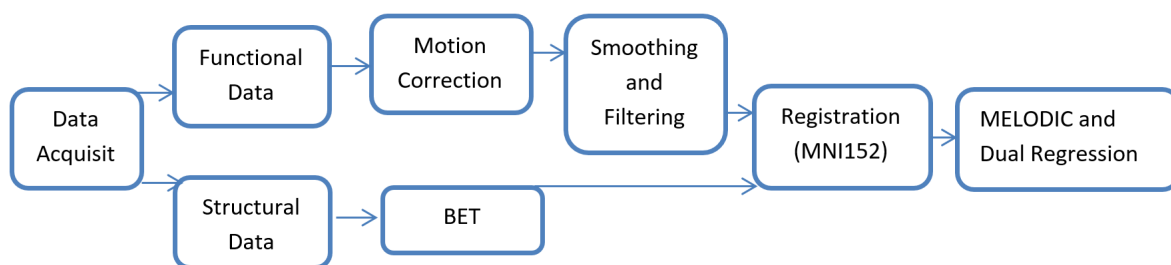 Data
Acquisit
Functional
Data
Motion
Correction
Smoothing
and
Filtering
Structural
Data
BET
Registration
(MNI152)
MELODIC and
Dual Regression